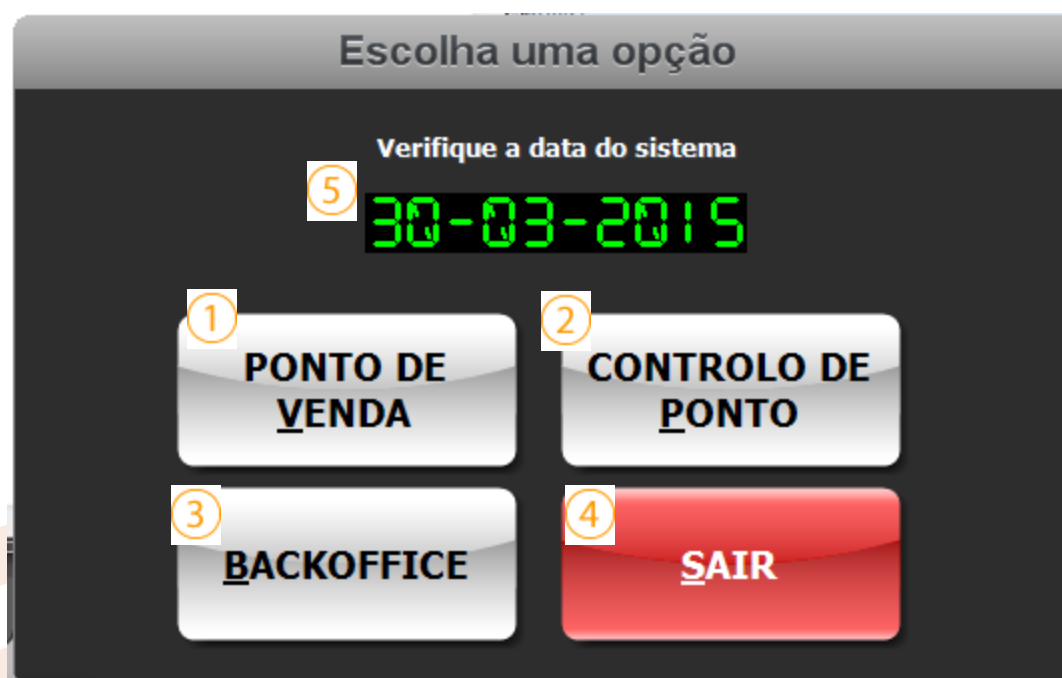 Escolha uma opção
Verifique a data do sistema
5
30-03-2015
1
2
PONTO DE
VENDA
CONTROLO DE
PONTO
3
4
BACKOFFICE
SAIR